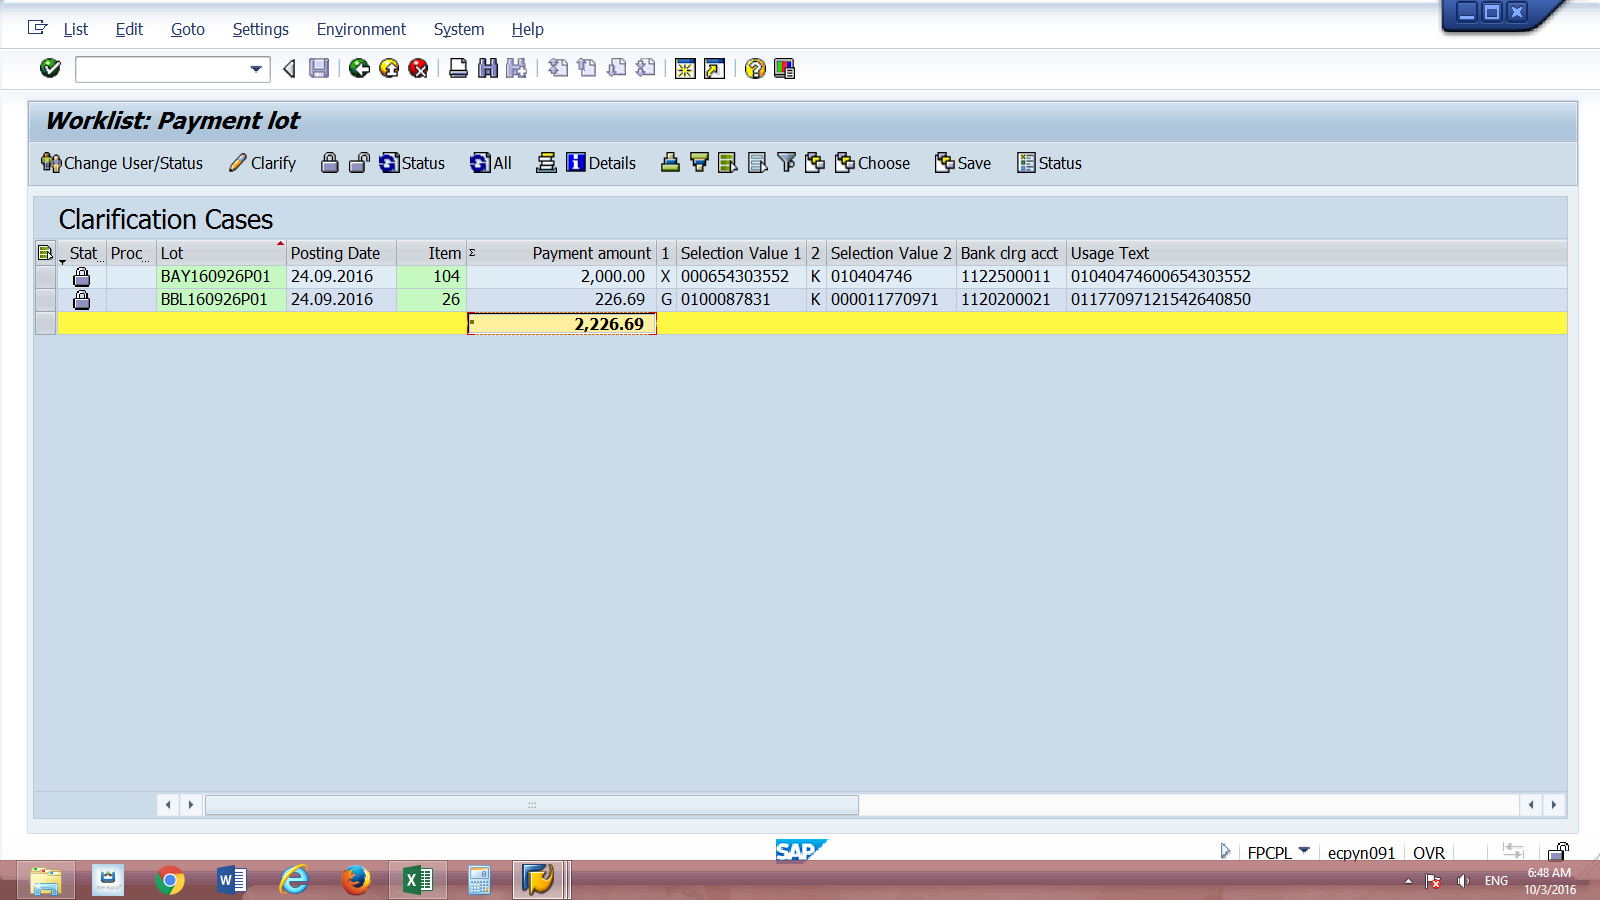 List Edit Goto Settings Environment System Help
Worklist: Payment lot
Change User/Status Clarify Status All Details Choose Save Status
Clarification Cases
Stat... Proc... Lot Posting Date Item Σ Payment amount 1 Selection Value 1 2 Selection Value 2 Bank clrg acct Usage Text
BAY160926P01 24.09.2016 104 2,000.00 X 000654303552 K 010404746 1122500011 01040474600654303552
BBL160926P01 24.09.2016 26 226.69 G 0100087831 K 000011770971 1120200021 01177097121542640850
2,226.69
SAP FPCPL ecpyn091 OVR
ENG 6:48 AM
10/3/2016